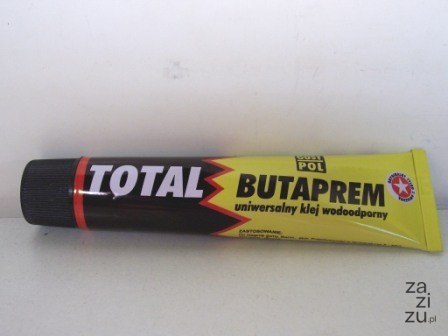 POL
TOTAL BUTAPREM
uniwersalny klej wodoodporny
ZASTOSOWANIE:
za
zi
zu.pl